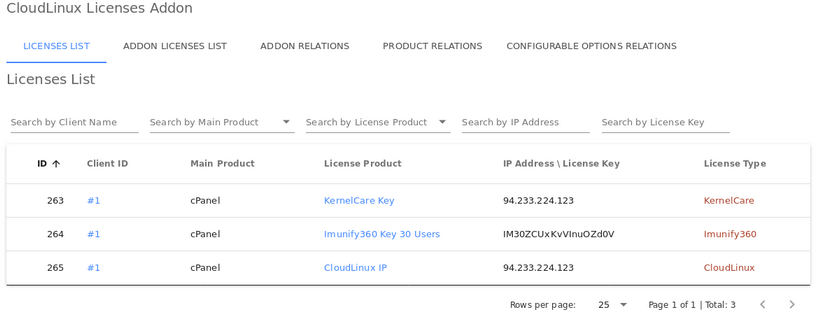 CloudLinux Licenses Addon
LICENSES LIST ADDON LICENSES LIST ADDON RELATIONS PRODUCT RELATIONS CONFIGURABLE OPTIONS RELATIONS
Licenses List
Search by Client Name Search by Main Product Search by License Product Search by IP Address Search by License Key
ID Client ID Main Product License Product IP Address \ License Key License Type
263 #1 cPanel KernelCare Key 94.233.224.123 KernelCare
264 #1 cPanel Imunify360 Key 30 Users IM30ZCUxKvVInuOZd0V Imunify360
265 #1 cPanel CloudLinux IP 94.233.224.123 CloudLinux
Rows per page: 25 Page 1 of 1 | Total: 3